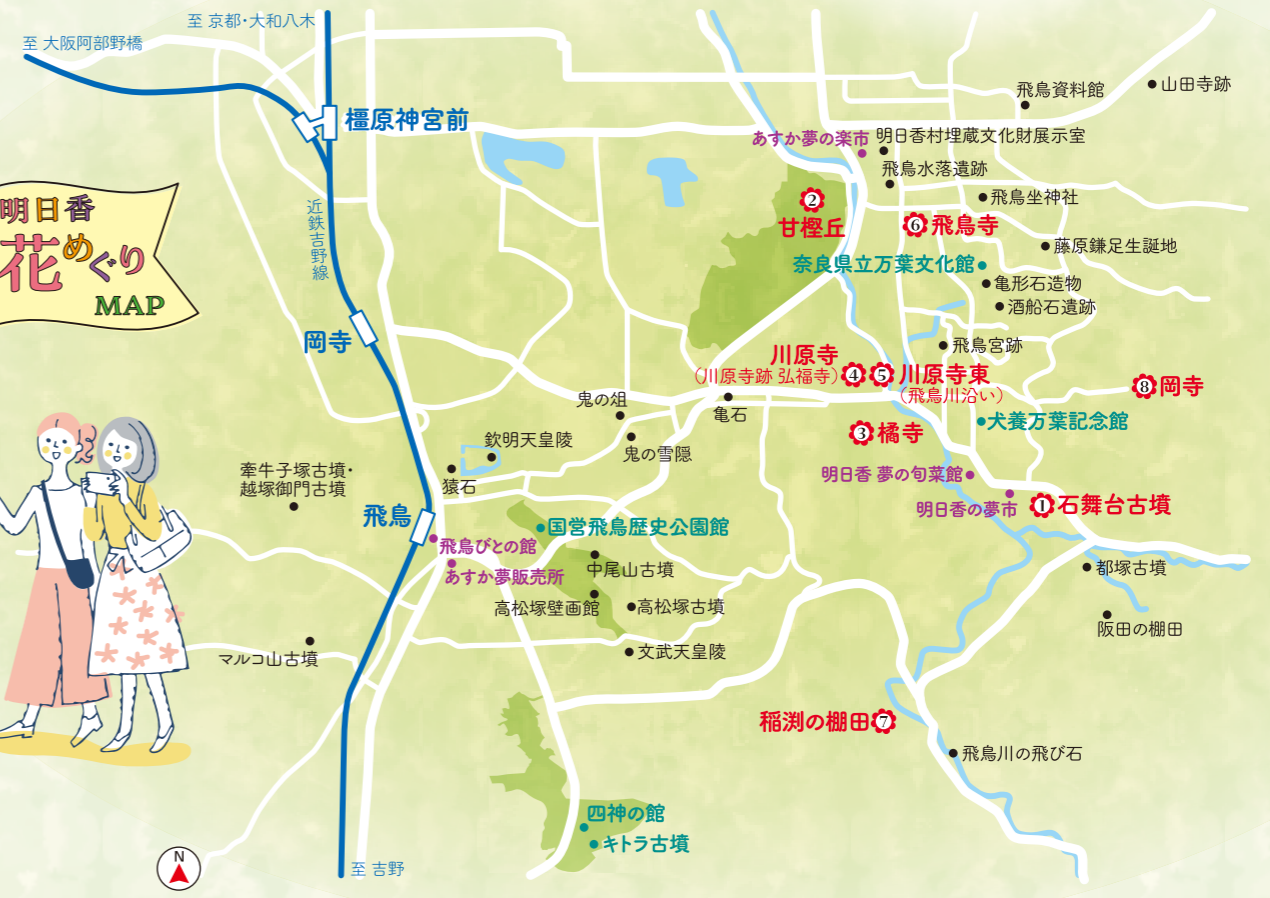 至 京都・大和八木
至 大阪阿部野橋
橿原神宮前
近鉄吉野線
明日香
花めぐり
MAP
岡寺
飛鳥
至 吉野
N
飛鳥資料館
山田寺跡
あすか夢の楽市
明日香村埋蔵文化財展示室
飛鳥水落遺跡
飛鳥坐神社
2
甘樫丘
6 飛鳥寺
藤原鎌足生誕地
奈良県立万葉文化館
亀形石造物
酒船石遺跡
飛鳥宮跡
川原寺
(川原寺跡 弘福寺)
4
5
川原寺東
(飛鳥川沿い)
8 岡寺
鬼の俎
亀石
犬養万葉記念館
3 橘寺
欽明天皇陵
鬼の雪隠
牽牛子塚古墳・
越塚御門古墳
猿石
明日香 夢の旬菜館
明日香の夢市
1 石舞台古墳
国営飛鳥歴史公園館
飛鳥びとの館
あすか夢販売所
中尾山古墳
都塚古墳
高松塚壁画館
高松塚古墳
阪田の棚田
マルコ山古墳
文武天皇陵
稲渕の棚田 7
飛鳥川の飛び石
四神の館
キトラ古墳